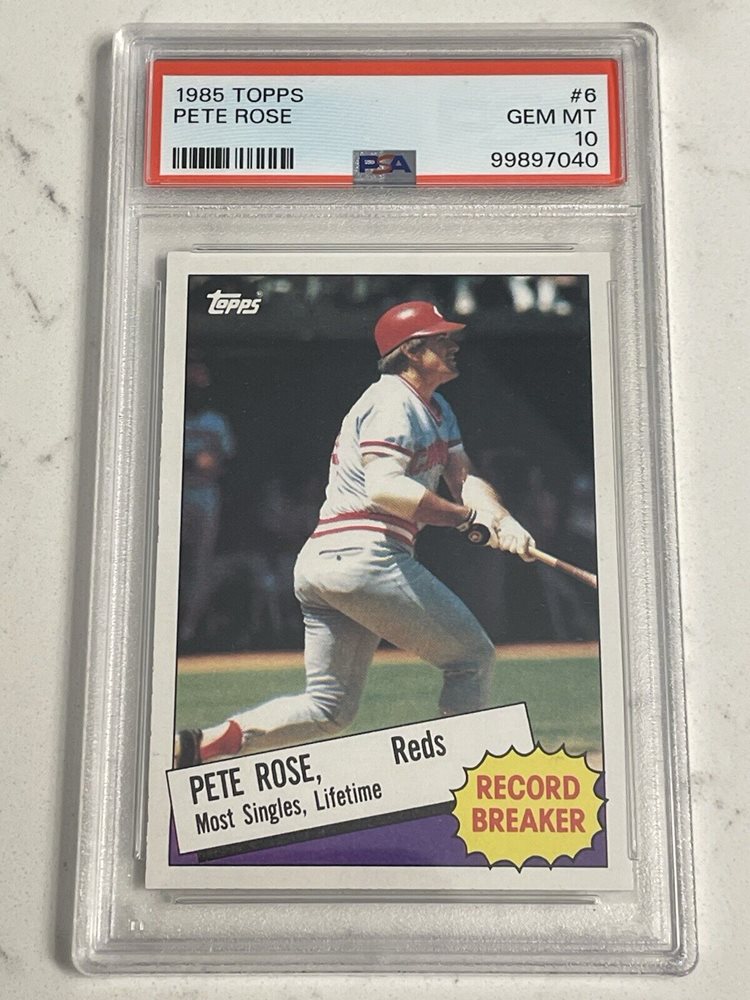 1985 TOPPS #6
PETE ROSE GEM MT
10
PSA 99897040
Topps
PETE ROSE, Reds
Most Singles, Lifetime
RECORD
BREAKER